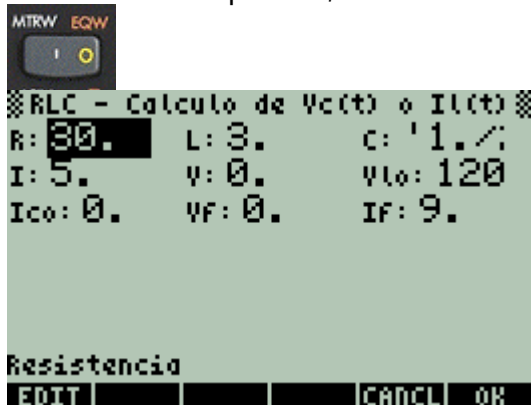 MTRW EQW
' O
RLC - Calculo de Vc(t) o Il(t)
R: 30. L: 3. C: '1./
I: 5. V: 0. Vlo: 120
Ico: 0. Vf: 0. If: 9.
Resistencia
EDIT CANCL OK